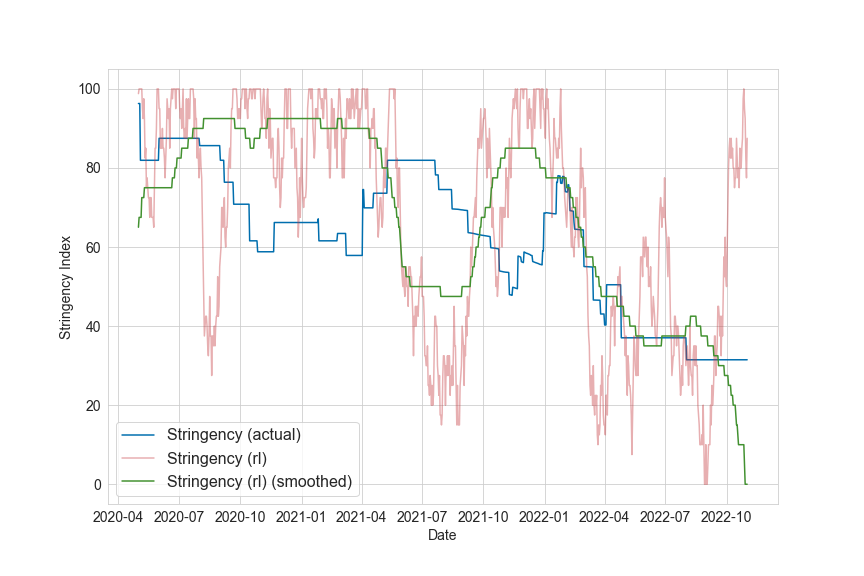 100
80
60
40
20
0
Stringency Index
Stringency (actual)
Stringency (rl)
Stringency (rl) (smoothed)
2020-04 2020-07 2020-10 2021-01 2021-04 2021-07 2021-10 2022-01 2022-04 2022-07 2022-10
Date